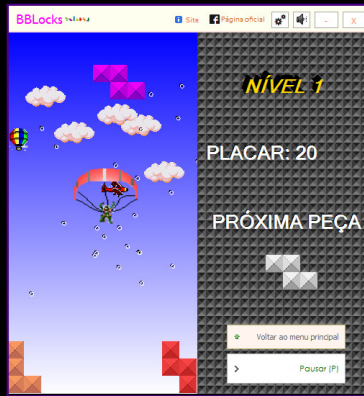 BBLocks
Site
Página oficial
NÍVEL 1
PLACAR: 20
PRÓXIMA PEÇA
Voltar ao menu principal
Pausar (P)